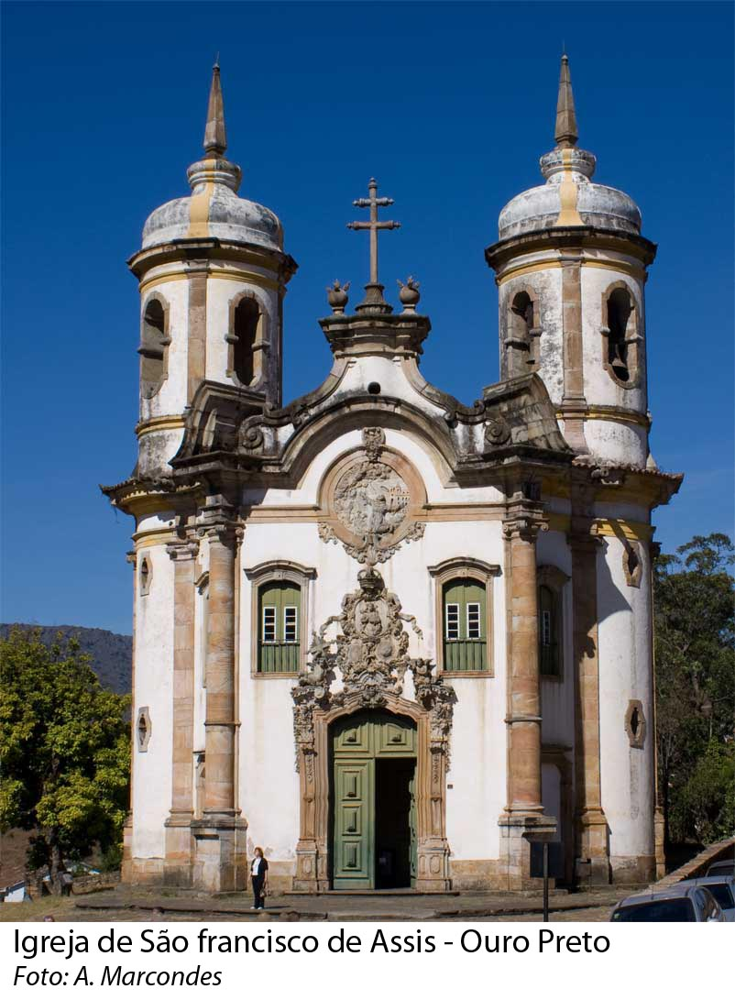 Igreja de São francisco de Assis - Ouro Preto
Foto: A. Marcondes